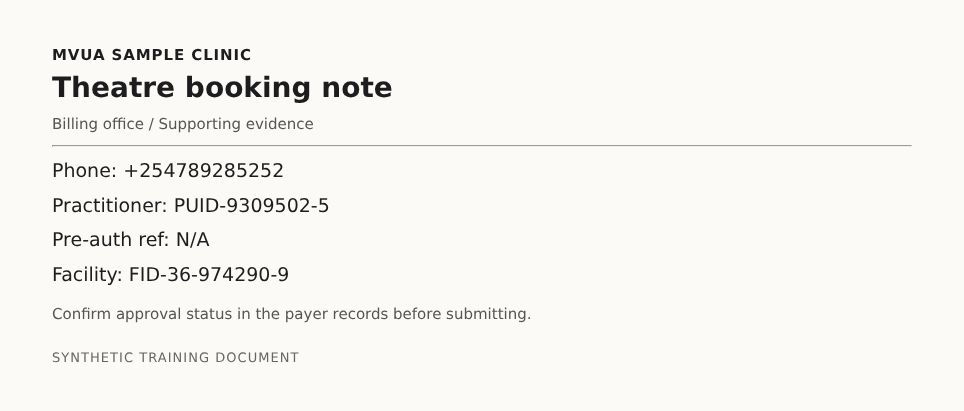 MVUA SAMPLE CLINIC
Theatre booking note
Billing office / Supporting evidence
Phone: +254789285252
Practitioner: PUID-9309502-5
Pre-auth ref: N/A
Facility: FID-36-974290-9
Confirm approval status in the payer records before submitting.
SYNTHETIC TRAINING DOCUMENT